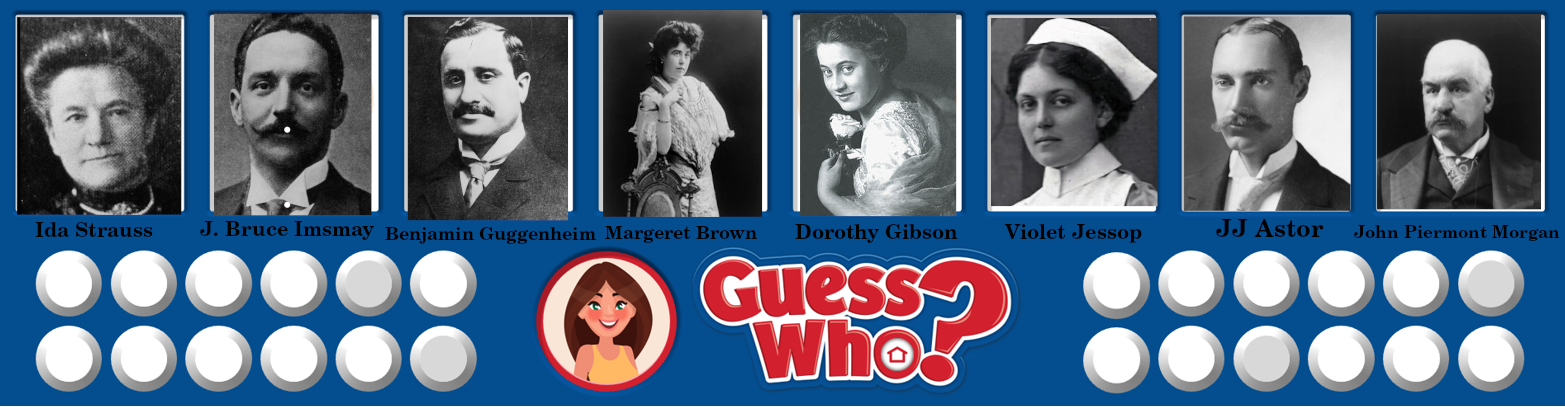 Ida Strauss
J. Bruce Imsmay
Benjamin Guggenheim
Margeret Brown
Dorothy Gibson
Violet Jessop
JJ Astor
John Piermont Morgan
Guess
Who?